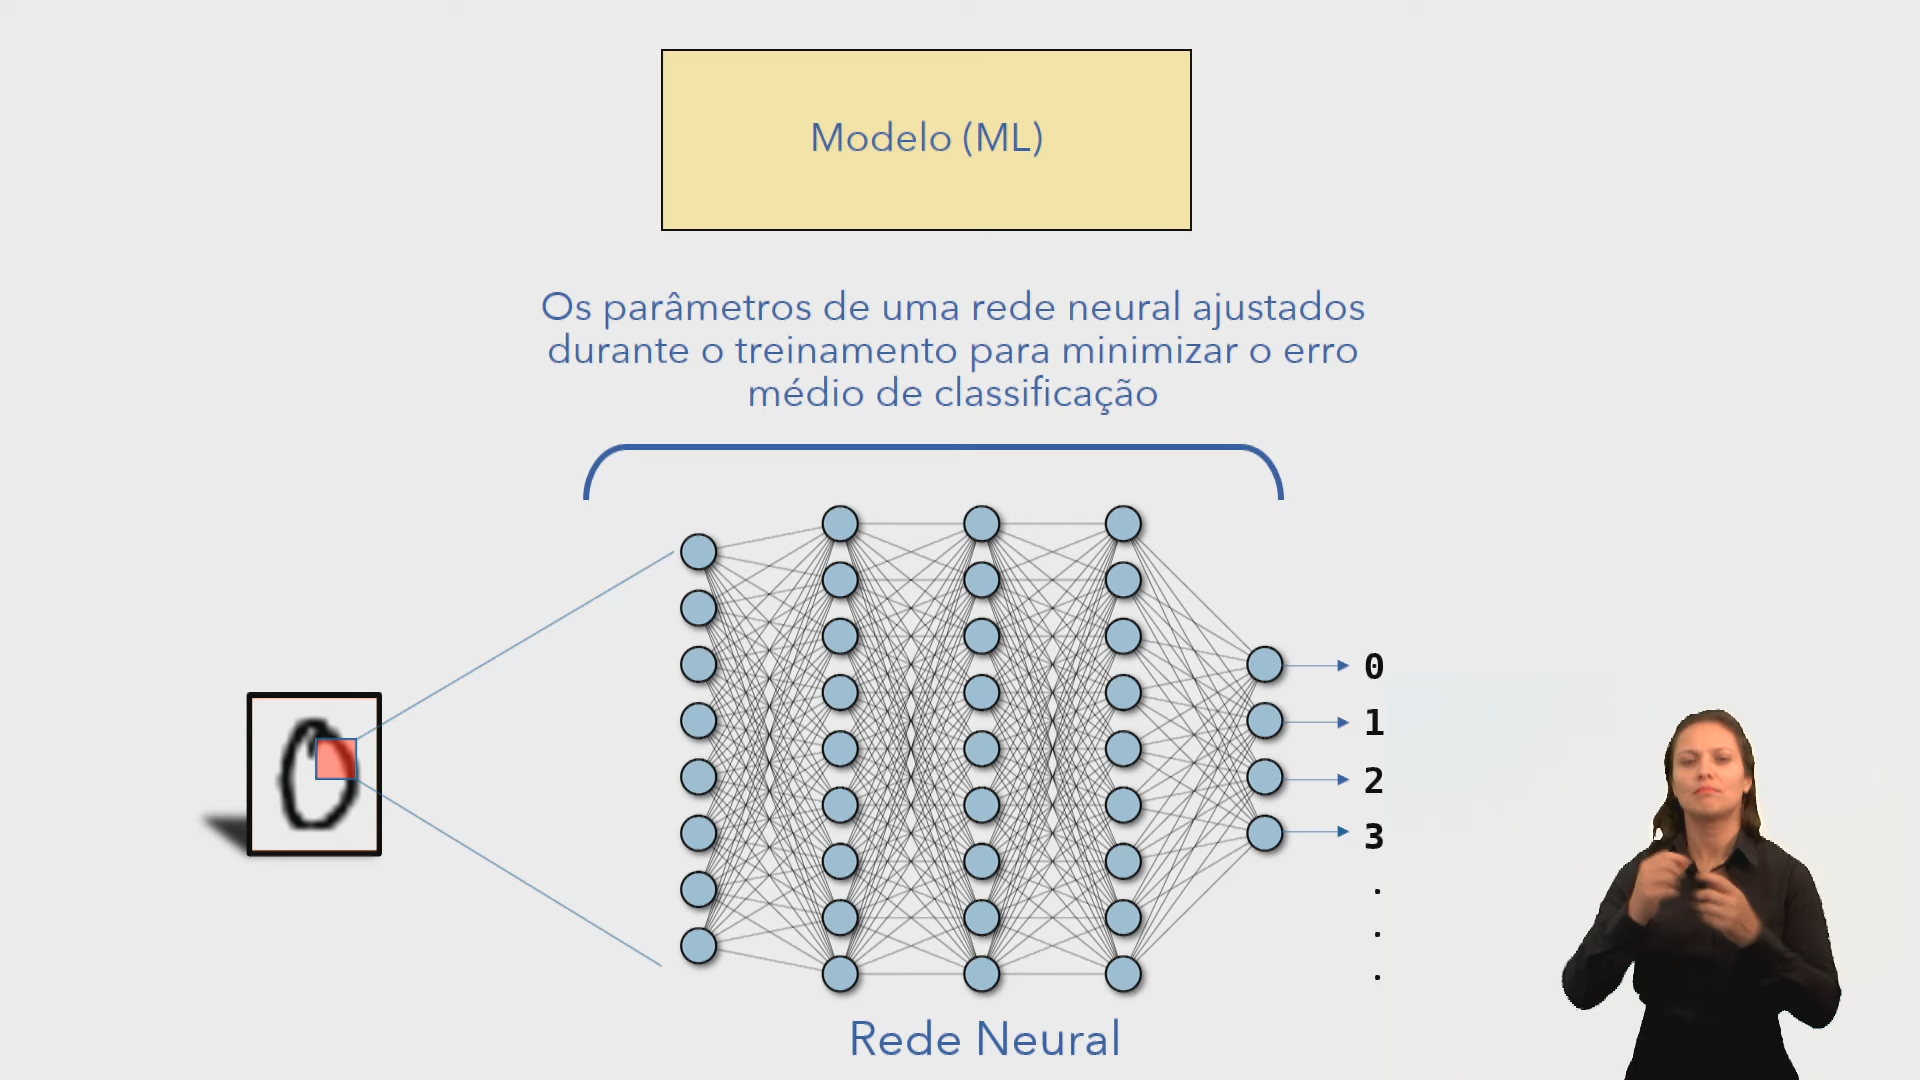 Modelo (ML)
Os parâmetros de uma rede neural ajustados
durante o treinamento para minimizar o erro
médio de classificação
0
0
1
2
3
.
.
.
Rede Neural